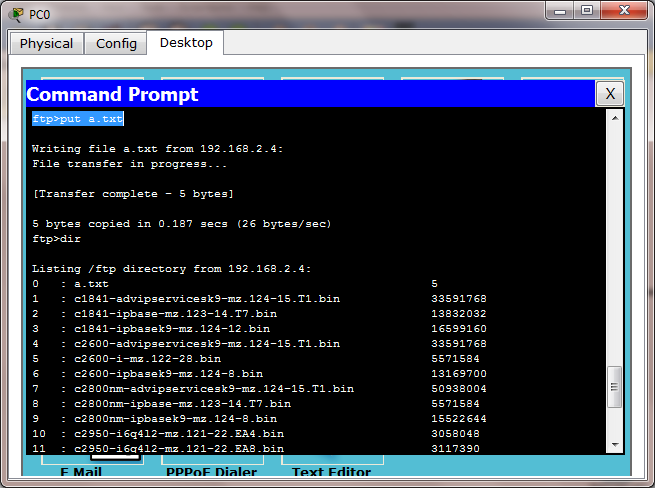 PC0
Physical Config Desktop
Command Prompt X
ftp>put a.txt
Writing file a.txt from 192.168.2.4:
File transfer in progress...
[Transfer complete - 5 bytes]
5 bytes copied in 0.187 secs (26 bytes/sec)
ftp>dir
Listing /ftp directory from 192.168.2.4:
0 : a.txt 5
1 : c1841-advipservicesk9-mz.124-15.T1.bin 33591768
2 : c1841-ipbase-mz.123-14.T7.bin 13832032
3 : c1841-ipbasek9-mz.124-12.bin 16599160
4 : c2600-advipservicesk9-mz.124-15.T1.bin 33591768
5 : c2600-i-mz.122-28.bin 5571584
6 : c2600-ipbasek9-mz.124-8.bin 13169700
7 : c2800nm-advipservicesk9-mz.124-15.T1.bin 50938004
8 : c2800nm-ipbase-mz.123-14.T7.bin 5571584
9 : c2800nm-ipbasek9-mz.124-8.bin 15522644
10 : c2950-i6q4l2-mz.121-22.EA4.bin 3058048
11 : c2950-i6q4l2-mz.121-22.EA8.bin 3117390
E Mail PPPoE Dialer Text Editor